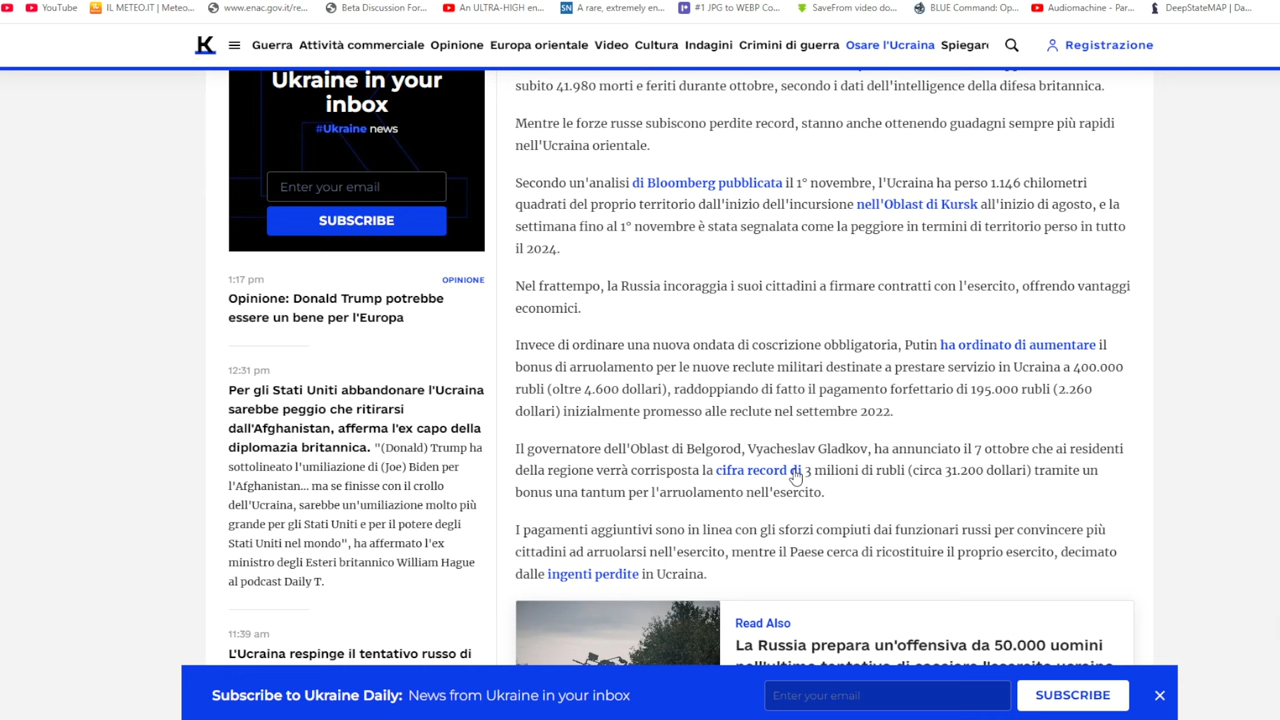 YouTube
IL METEO.IT | Meteo...
www.enac.gov.it/re...
Beta Discussion For...
An ULTRA-HIGH en...
SN A rare, extremely en...
#1 JPG to WEBP Co...
SaveFrom video do...
BLUE Command: Op...
Audiomachine - Par...
DeepStateMAP | Da...
K Guerra Attività commerciale Opinione Europa orientale Video Cultura Indagini Crimini di guerra Osare l'Ucraina Spiegare Registrazione
Ukraine in your
inbox
#Ukraine news
Enter your email
SUBSCRIBE
1:17 pm OPINIONE
Opinione: Donald Trump potrebbe
essere un bene per l'Europa
12:31 pm
Per gli Stati Uniti abbandonare l'Ucraina
sarebbe peggio che ritirarsi
dall'Afghanistan, afferma l'ex capo della
diplomazia britannica. "(Donald) Trump ha
sottolineato l'umiliazione di (Joe) Biden per
l'Afghanistan... ma se finisse con il crollo
dell'Ucraina, sarebbe un'umiliazione molto più
grande per gli Stati Uniti e per il potere degli
Stati Uniti nel mondo", ha affermato l'ex
ministro degli Esteri britannico William Hague
al podcast Daily T.
11:39 am
L'Ucraina respinge il tentativo russo di
subito 41.980 morti e feriti durante ottobre, secondo i dati dell'intelligence della difesa britannica.
Mentre le forze russe subiscono perdite record, stanno anche ottenendo guadagni sempre più rapidi
nell'Ucraina orientale.
Secondo un'analisi di Bloomberg pubblicata il 1° novembre, l'Ucraina ha perso 1.146 chilometri
quadrati del proprio territorio dall'inizio dell'incursione nell'Oblast di Kursk all'inizio di agosto, e la
settimana fino al 1° novembre è stata segnalata come la peggiore in termini di territorio perso in tutto
il 2024.
Nel frattempo, la Russia incoraggia i suoi cittadini a firmare contratti con l'esercito, offrendo vantaggi
economici.
Invece di ordinare una nuova ondata di coscrizione obbligatoria, Putin ha ordinato di aumentare il
bonus di arruolamento per le nuove reclute militari destinate a prestare servizio in Ucraina a 400.000
rubli (oltre 4.600 dollari), raddoppiando di fatto il pagamento forfettario di 195.000 rubli (2.260
dollari) inizialmente promesso alle reclute nel settembre 2022.
Il governatore dell'Oblast di Belgorod, Vyacheslav Gladkov, ha annunciato il 7 ottobre che ai residenti
della regione verrà corrisposta la cifra record di 3 milioni di rubli (circa 31.200 dollari) tramite un
bonus una tantum per l'arruolamento nell'esercito.
I pagamenti aggiuntivi sono in linea con gli sforzi compiuti dai funzionari russi per convincere più
cittadini ad arruolarsi nell'esercito, mentre il Paese cerca di ricostituire il proprio esercito, decimato
dalle ingenti perdite in Ucraina.
Read Also
La Russia prepara un'offensiva da 50.000 uomini
nell'ultimo tentativo di scacciare l'esercito ucraino
Subscribe to Ukraine Daily: News from Ukraine in your inbox
Enter your email
SUBSCRIBE